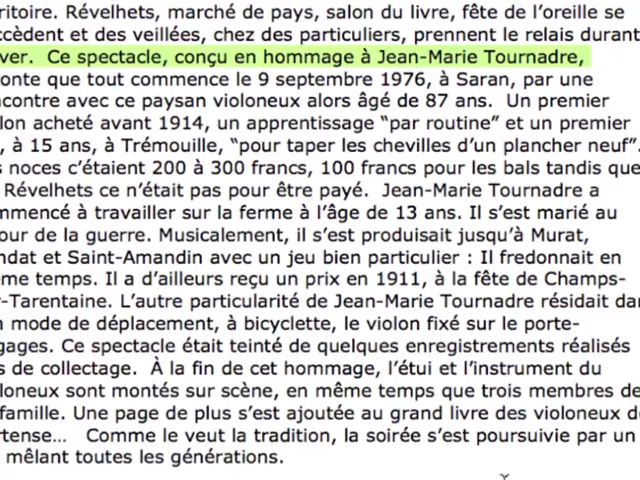 ritoire. Révelhets, marché de pays, salon du livre, fête de l’oreille se
ccèdent et des veillées, chez des particuliers, prennent le relais durant
ver.  Ce spectacle, conçu en hommage à Jean-Marie Tournadre,
onte que tout commence le 9 septembre 1976, à Saran, par une
ncontre avec ce paysan violoneux alors âgé de 87 ans.  Un premier
lon acheté avant 1914, un apprentissage “par routine” et un premier
, à 15 ans, à Trémouille, “pour taper les chevilles d’un plancher neuf”.
s noces c’étaient 200 à 300 francs, 100 francs pour les bals tandis que
Révelhets ce n’était pas pour être payé.  Jean-Marie Tournadre a
mmencé à travailler sur la ferme à l’âge de 13 ans. Il s’est marié au
our de la guerre. Musicalement, il s’est produisait jusqu’à Murat,
ndat et Saint-Amandin avec un jeu bien particulier : Il fredonnait en
ême temps. Il a d’ailleurs reçu un prix en 1911, à la fête de Champs-
r-Tarentaine. L’autre particularité de Jean-Marie Tournadre résidait dan
n mode de déplacement, à bicyclette, le violon fixé sur le porte-
gages. Ce spectacle était teinté de quelques enregistrements réalisés
s de collectage.  À la fin de cet hommage, l’étui et l’instrument du
oloneux sont montés sur scène, en même temps que trois membres de
famille. Une page de plus s’est ajoutée au grand livre des violoneux de
rtense...   Comme le veut la tradition, la soirée s’est poursuivie par un
mêlant toutes les générations.